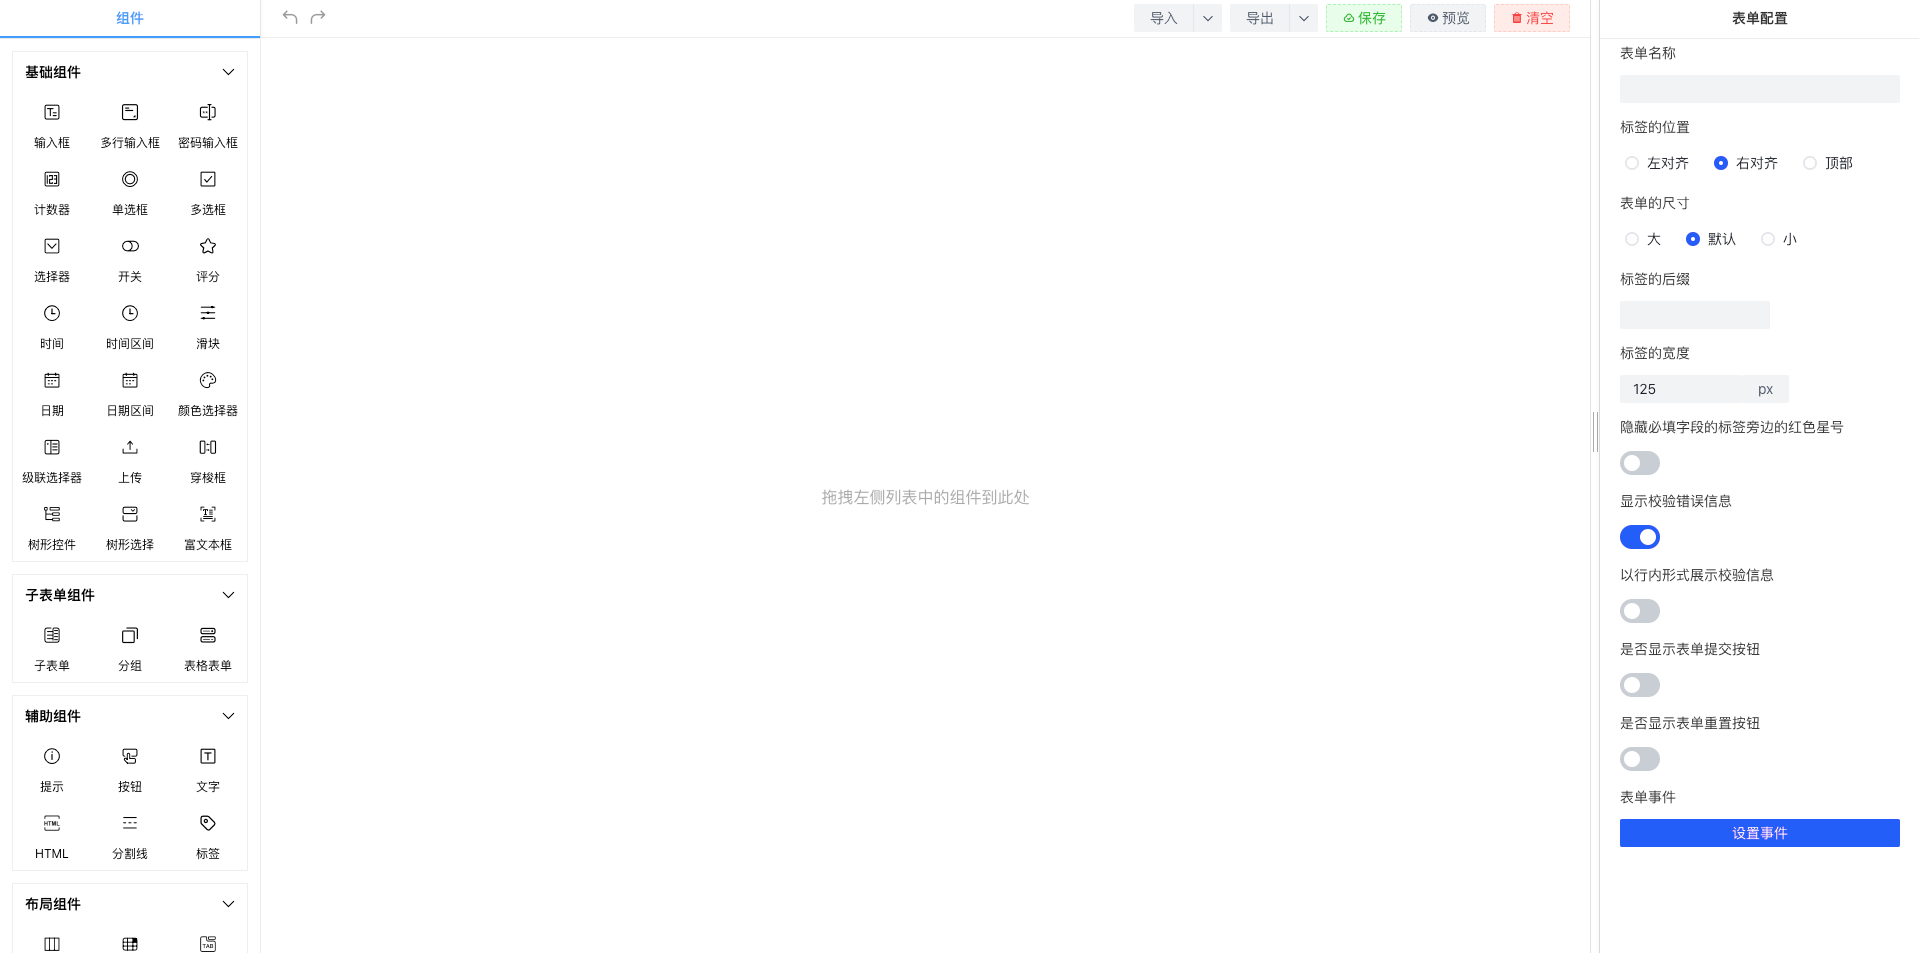 组件
导入
导出
保存
预览
清空
表单配置
基础组件
输入框
多行输入框
密码输入框
计数器
单选框
多选框
选择器
开关
评分
时间
时间区间
滑块
日期
日期区间
颜色选择器
级联选择器
上传
穿梭框
树形控件
树形选择
富文本框
子表单组件
子表单
分组
表格表单
辅助组件
提示
按钮
文字
HTML
HTML
分割线
标签
布局组件
TAB
拖拽左侧列表中的组件到此处
表单名称
标签的位置
左对齐
右对齐
顶部
表单的尺寸
大
默认
小
标签的后缀
标签的宽度
125 px
隐藏必填字段的标签旁边的红色星号
显示校验错误信息
以行内形式展示校验信息
是否显示表单提交按钮
是否显示表单重置按钮
表单事件
设置事件